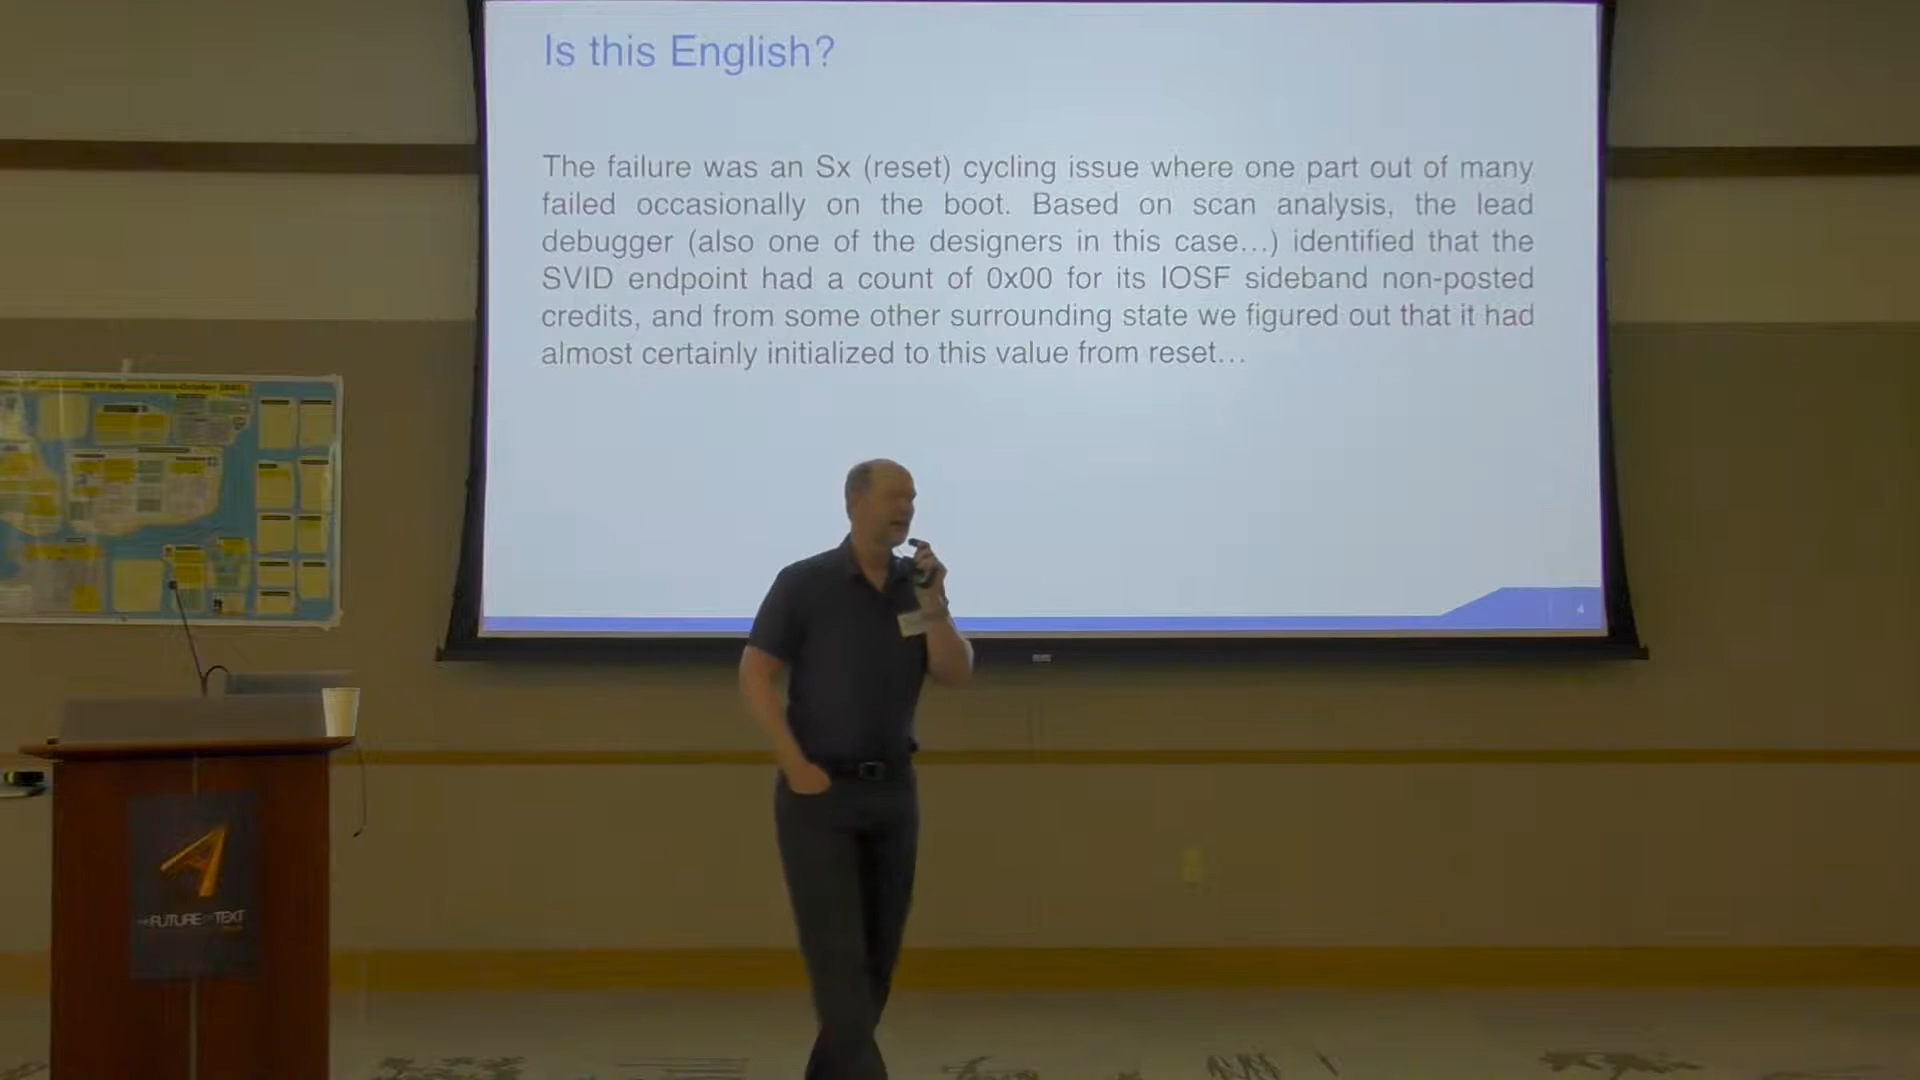 Is this English?
The failure was an Sx (reset) cycling issue where one part out of many
failed occasionally on the boot. Based on scan analysis, the lead
debugger (also one of the designers in this case…) identified that the
SVID endpoint had a count of 0x00 for its IOSF sideband non-posted
credits, and from some other surrounding state we figured out that it had
almost certainly initialized to this value from reset…
4
FUTURE OF TEXT